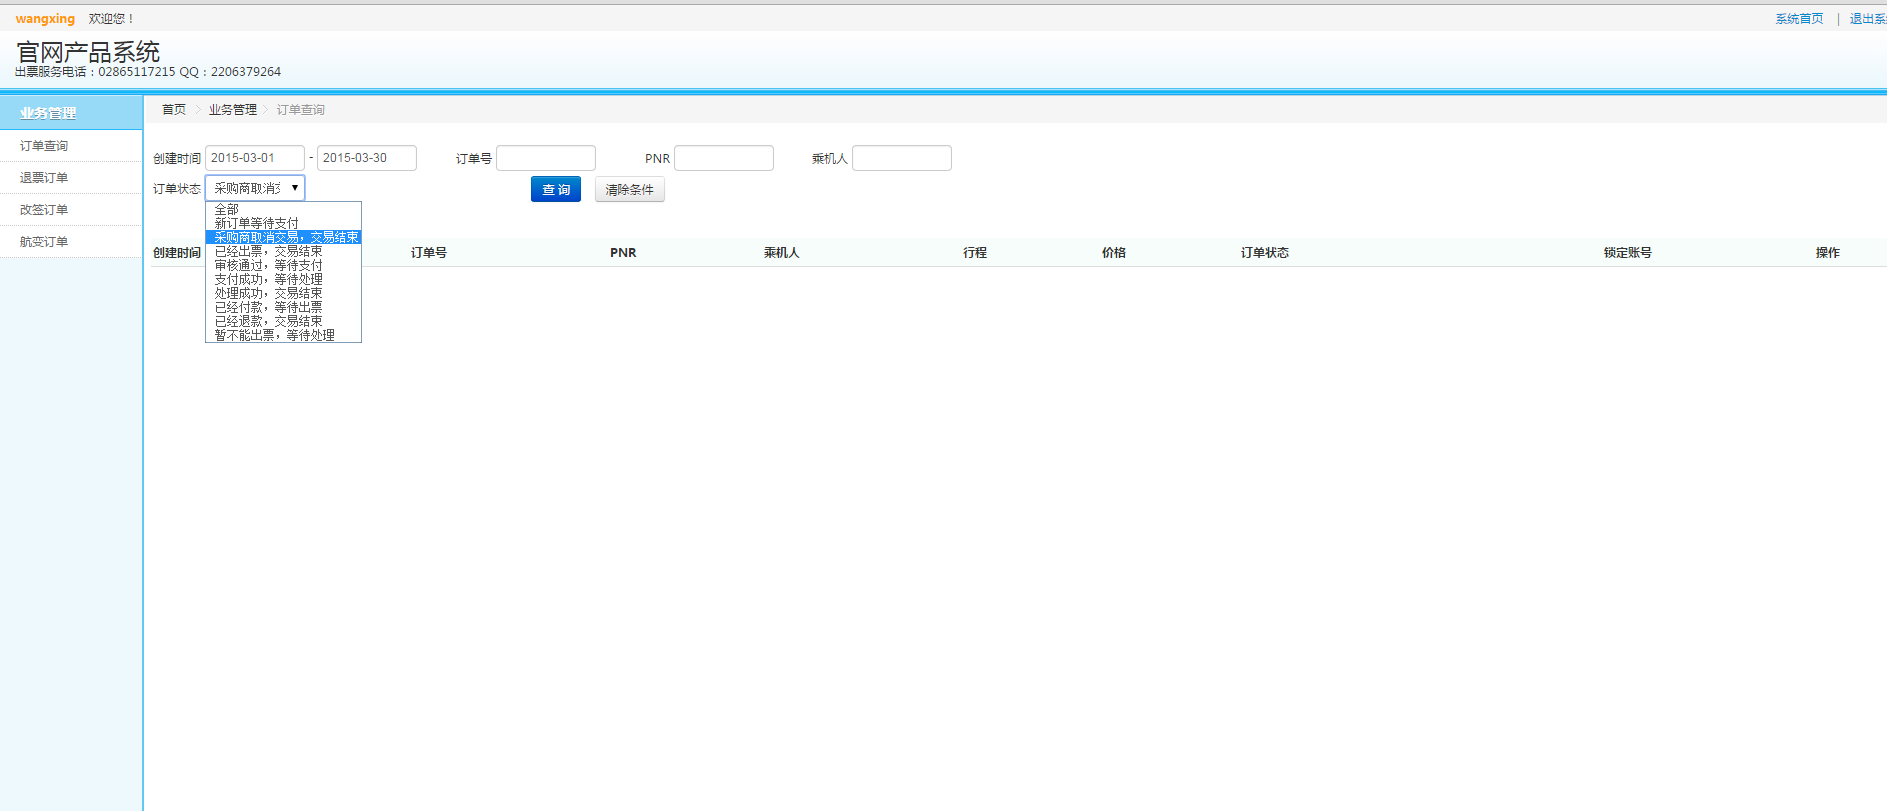 wangxing 欢迎您！ 系统首页 | 退出系
官网产品系统
出票服务电话：02865117215 QQ：2206379264
业务管理
订单查询
退票订单
改签订单
航变订单
首页 > 业务管理 > 订单查询
创建时间 2015-03-01 - 2015-03-30 订单号 PNR 乘机人
订单状态 采购商取消交 ▼ 查 询 清除条件
全部
新订单等待支付
采购商取消交易，交易结束
已经出票，交易结束
审核通过，等待支付
支付成功，等待处理
处理成功，交易结束
已经付款，等待出票
已经退款，交易结束
暂不能出票，等待处理
创建时间 订单号 PNR 乘机人 行程 价格 订单状态 锁定账号 操作